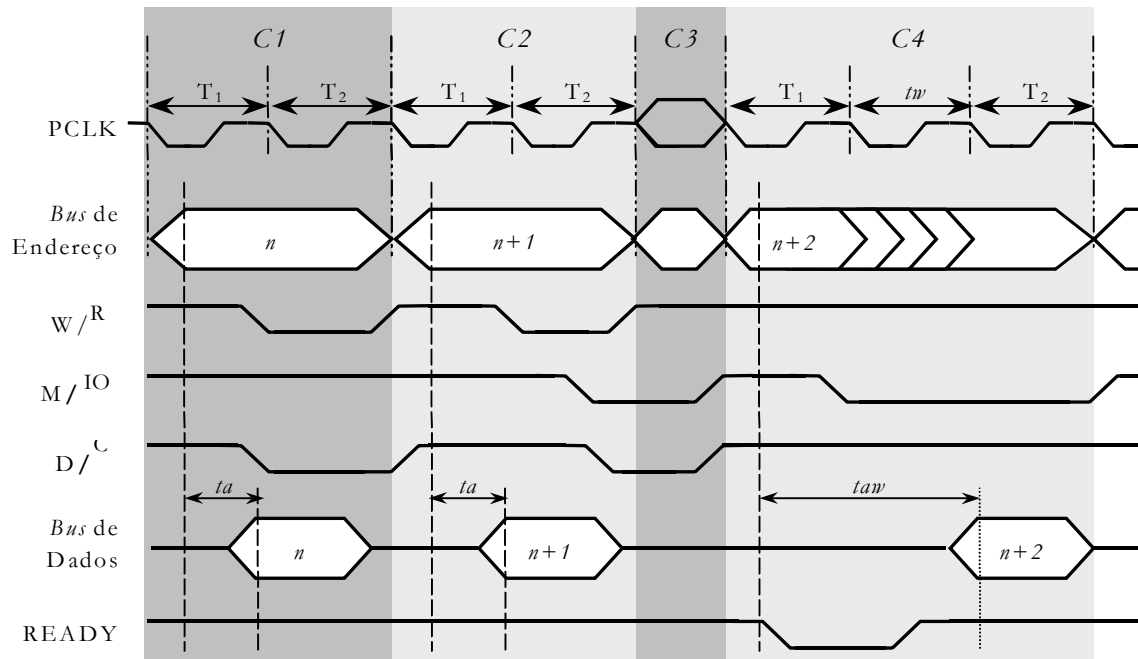 C1 C2 C3 C4
T1 T2 T1 T2 T1 tw T2
PCLK
Bus de
Endereço
n n+1 n+2
W/R
M/IO
D/C
ta ta taw
Bus de
Dados
n n+1 n+2
READY